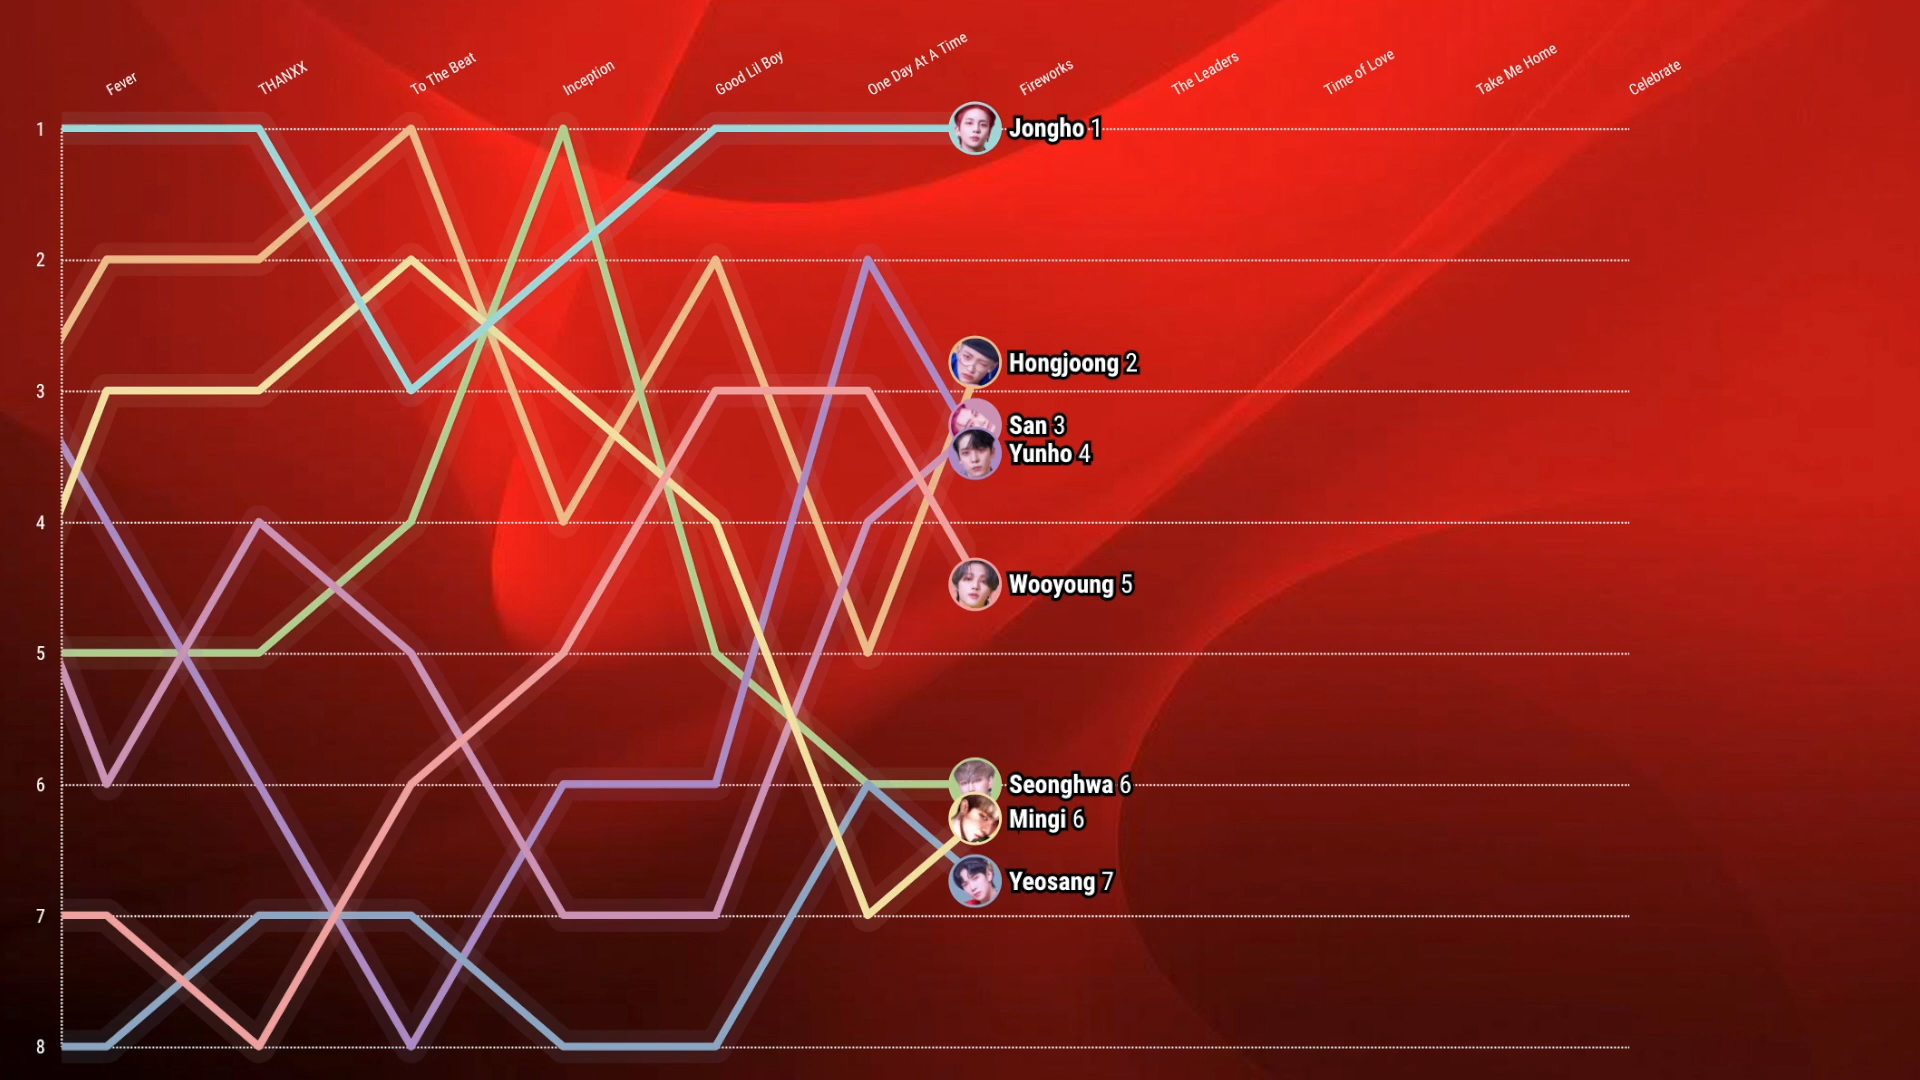 Fever
THANXX
To The Beat
Inception
Good Lil Boy
One Day At A Time
Fireworks
The Leaders
Time of Love
Take Me Home
Celebrate
1
2
3
4
5
6
7
8
Jongho 1
Hongjoong 2
San 3
Yunho 4
Wooyoung 5
Seonghwa 6
Mingi 6
Yeosang 7